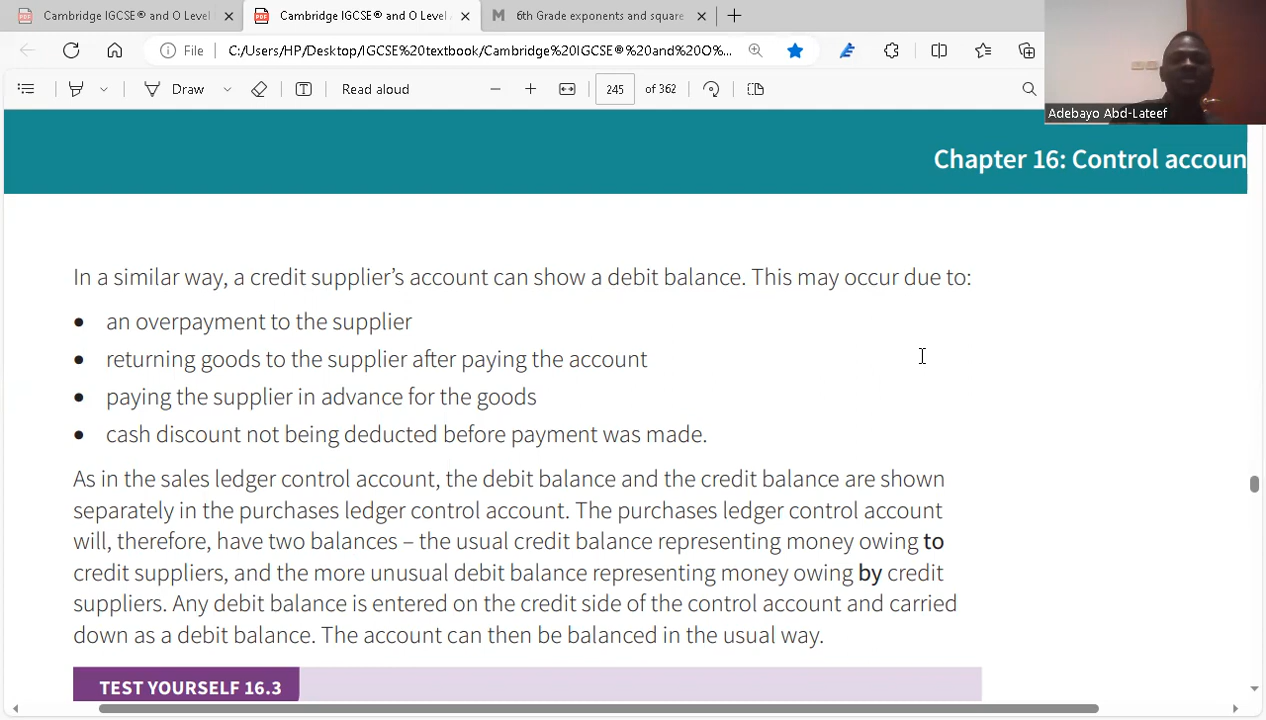 Cambridge IGCSE® and O Level
Cambridge IGCSE® and O Level
6th Grade exponents and square
File
C:/Users/HP/Desktop/IGCSE%20textbook/Cambridge%20IGCSE®%20and%20O%...
Draw
Read aloud
245
of 362
Adebayo Abd-Lateef
Chapter 16: Control accoun
In a similar way, a credit supplier's account can show a debit balance. This may occur due to:
• an overpayment to the supplier
• returning goods to the supplier after paying the account
• paying the supplier in advance for the goods
• cash discount not being deducted before payment was made.
As in the sales ledger control account, the debit balance and the credit balance are shown
separately in the purchases ledger control account. The purchases ledger control account
will, therefore, have two balances – the usual credit balance representing money owing to
credit suppliers, and the more unusual debit balance representing money owing by credit
suppliers. Any debit balance is entered on the credit side of the control account and carried
down as a debit balance. The account can then be balanced in the usual way.
TEST YOURSELF 16.3